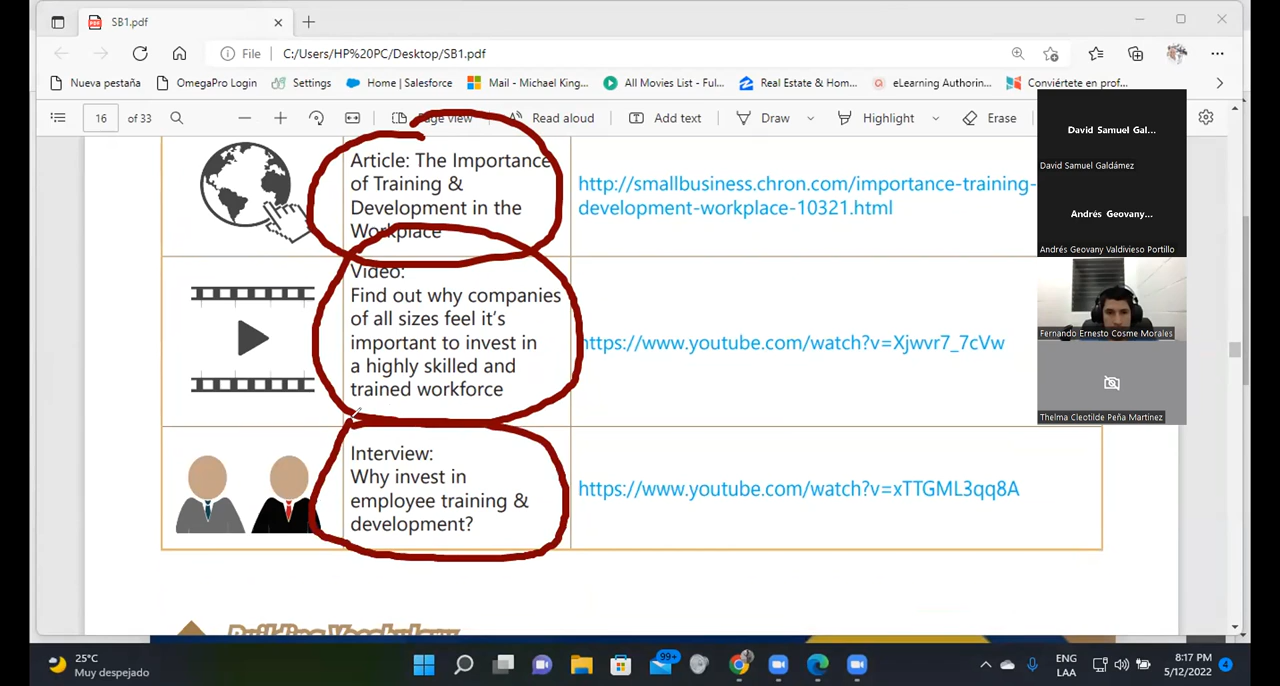 SB1.pdf
File
C:/Users/HP%20PC/Desktop/SB1.pdf
Nueva pestaña
OmegaPro Login
Settings
Home | Salesforce
Mail - Michael King...
All Movies List - Ful...
Real Estate & Hom...
eLearning Authorin...
Conviértete en prof...
16 of 33
Page view
Read aloud
Add text
Draw
Highlight
Erase
Article: The Importance
of Training &
Development in the
Workplace
http://smallbusiness.chron.com/importance-training-
development-workplace-10321.html
Video:
Find out why companies
of all sizes feel it's
important to invest in
a highly skilled and
trained workforce
https://www.youtube.com/watch?v=Xjwvr7_7cVw
Interview:
Why invest in
employee training &
development?
https://www.youtube.com/watch?v=xTTGML3qq8A
Building Vocabulary
David Samuel Gal...
David Samuel Galdámez
Andrés Geovany...
Andrés Geovany Valdivieso Portillo
Fernando Ernesto Cosme Morales
Thelma Cleotilde Peña Martinez
25°C
Muy despejado
99+
ENG
LAA
8:17 PM
5/12/2022
4